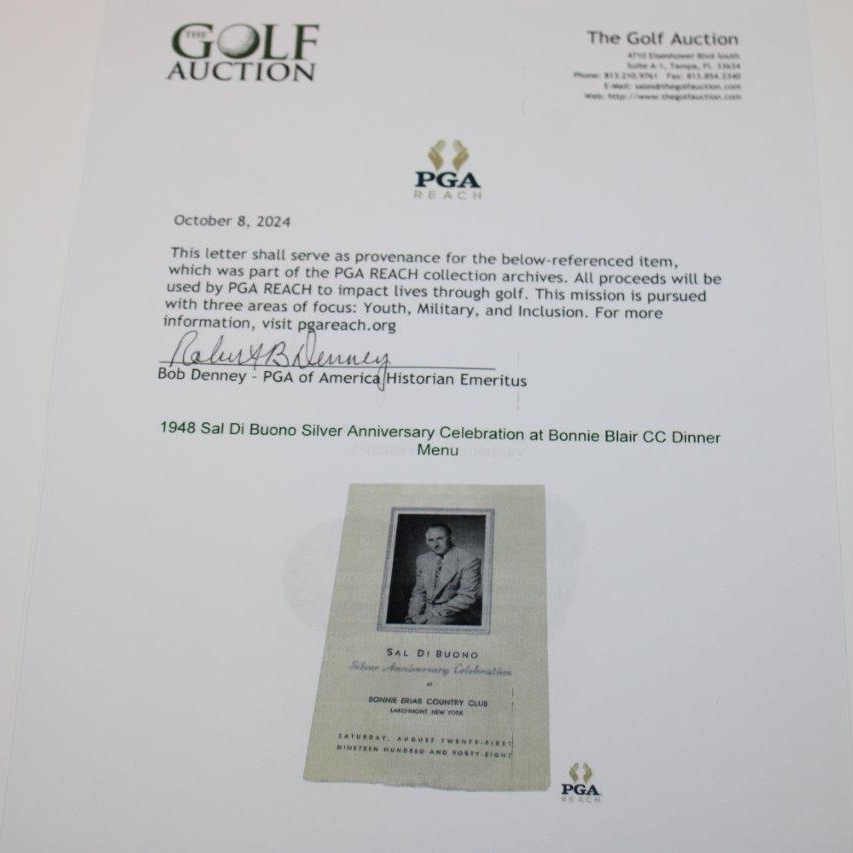 THE
GOLF
AUCTION
The Golf Auction
4710 Eisenhower Blvd South
Suite A-1, Tampa, FL 33634
Phone: 813.210.9761 Fax: 813.854.2340
E-Mail: sales@thegolfauction.com
Web: http://www.thegolfauction.com
PGA
REACH
October 8, 2024
This letter shall serve as provenance for the below-referenced item,
which was part of the PGA REACH collection archives. All proceeds will be
used by PGA REACH to impact lives through golf. This mission is pursued
with three areas of focus: Youth, Military, and Inclusion. For more
information, visit pgareach.org
Robert B Denney
Bob Denney - PGA of America Historian Emeritus
1948 Sal Di Buono Silver Anniversary Celebration at Bonnie Blair CC Dinner
Menu
SAL DI BUONO
Silver Anniversary Celebration
AT
BONNIE BRIAR COUNTRY CLUB
LARCHMONT, NEW YORK
SATURDAY, AUGUST TWENTY-FIRST
NINETEEN HUNDRED AND FORTY-EIGHT
PGA
REACH